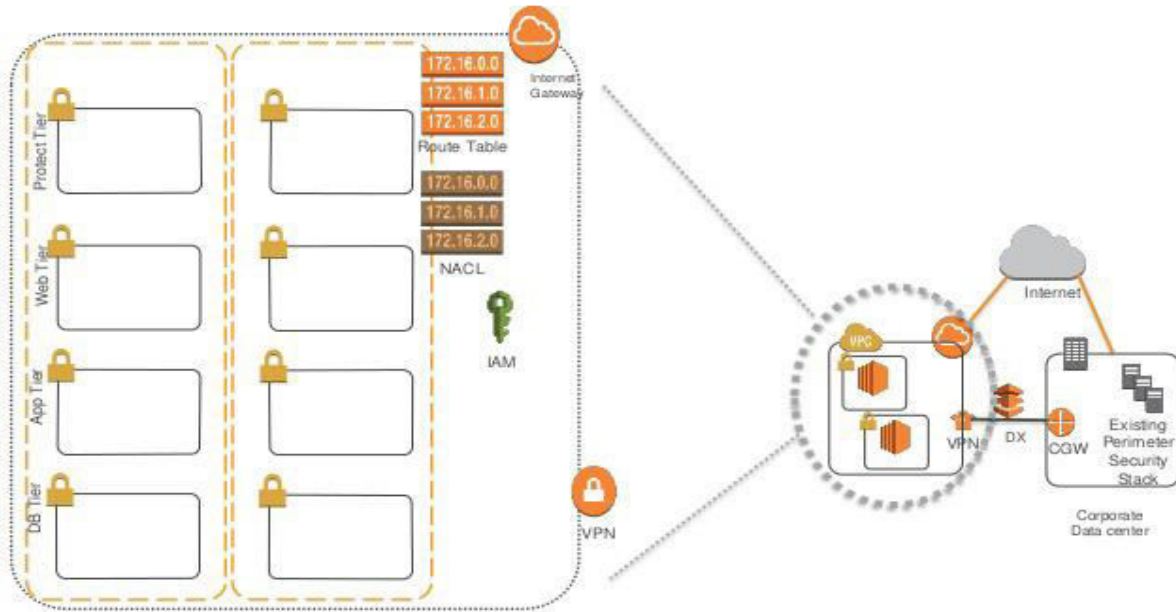 Protect Tier
Web Tier
App Tier
DB Tier
172.16.0.0
172.16.1.0
172.16.2.0
Route Table
172.16.0.0
172.16.1.0
172.16.2.0
NACL
IAM
Internet
Gateway
VPN
VPC
VPN
DX
Internet
CGW
Existing
Perimeter
Security
Stack
Corporate
Data center